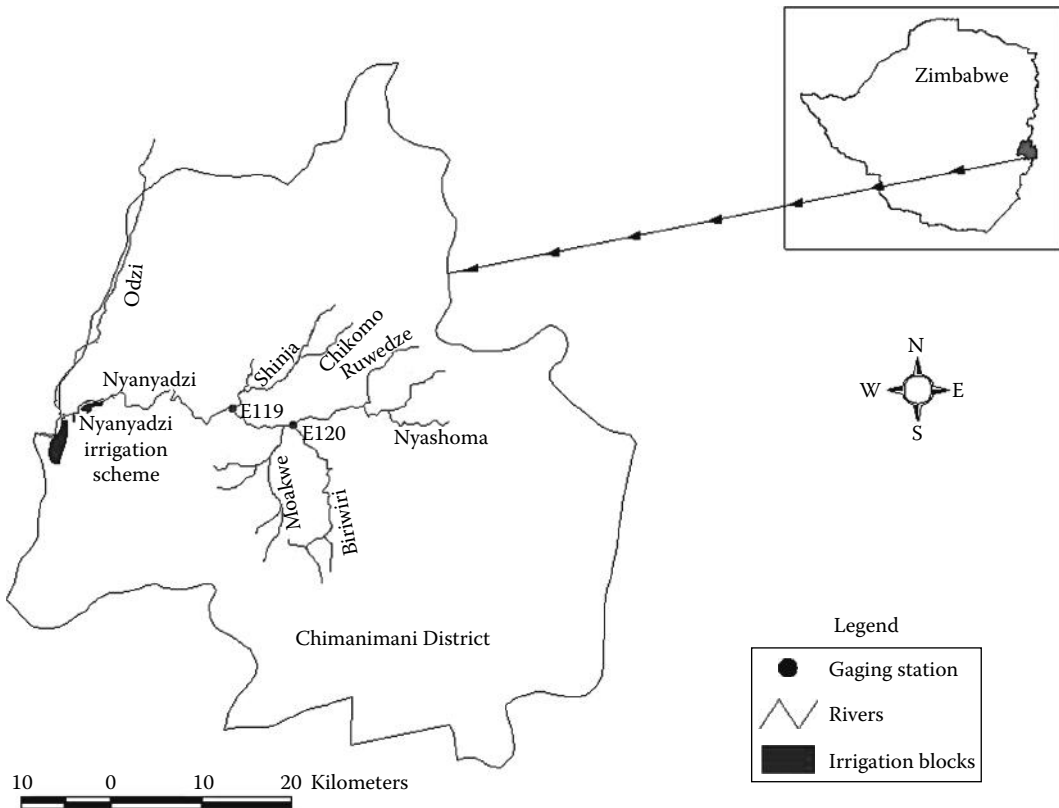 Zimbabwe
Odzi
Shinja
Chikomo
Ruwedze
Nyanyadzi
E119
E120
Nyanyadzi
irrigation
scheme
Nyashoma
Moakwe
Biriwiri
N
W
E
S
Chimanimani District
Legend
Gaging station
Rivers
Irrigation blocks
10 0 10 20 Kilometers